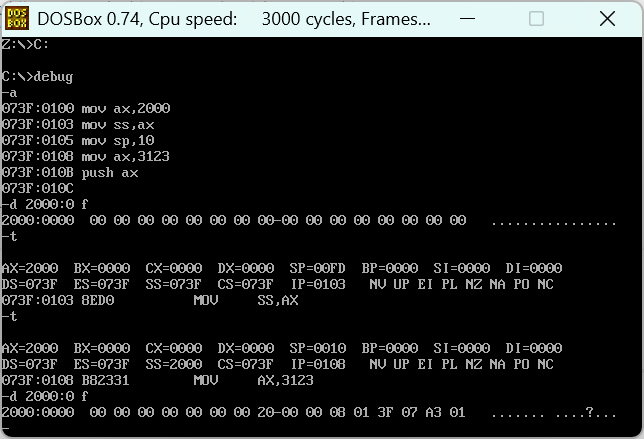 DOSBox 0.74, Cpu speed:    3000 cycles, Frames...
Z:\>C:
C:\>debug
-a
073F:0100 mov ax,2000
073F:0103 mov ss,ax
073F:0105 mov sp,10
073F:0108 mov ax,3123
073F:010B push ax
073F:010C
-d 2000:0 f
2000:0000  00 00 00 00 00 00 00 00-00 00 00 00 00 00 00 00   ................
-t
AX=2000  BX=0000  CX=0000  DX=0000  SP=00FD  BP=0000  SI=0000  DI=0000
DS=073F  ES=073F  SS=073F  CS=073F  IP=0103   NV UP EI PL NZ NA PO NC
073F:0103 8ED0          MOV     SS,AX
-t
AX=2000  BX=0000  CX=0000  DX=0000  SP=0010  BP=0000  SI=0000  DI=0000
DS=073F  ES=073F  SS=2000  CS=073F  IP=0108   NV UP EI PL NZ NA PO NC
073F:0108 B82331        MOV     AX,3123
-d 2000:0 f
2000:0000  00 00 00 00 00 00 00 20-00 00 08 01 3F 07 A3 01   ....... ....?...
-